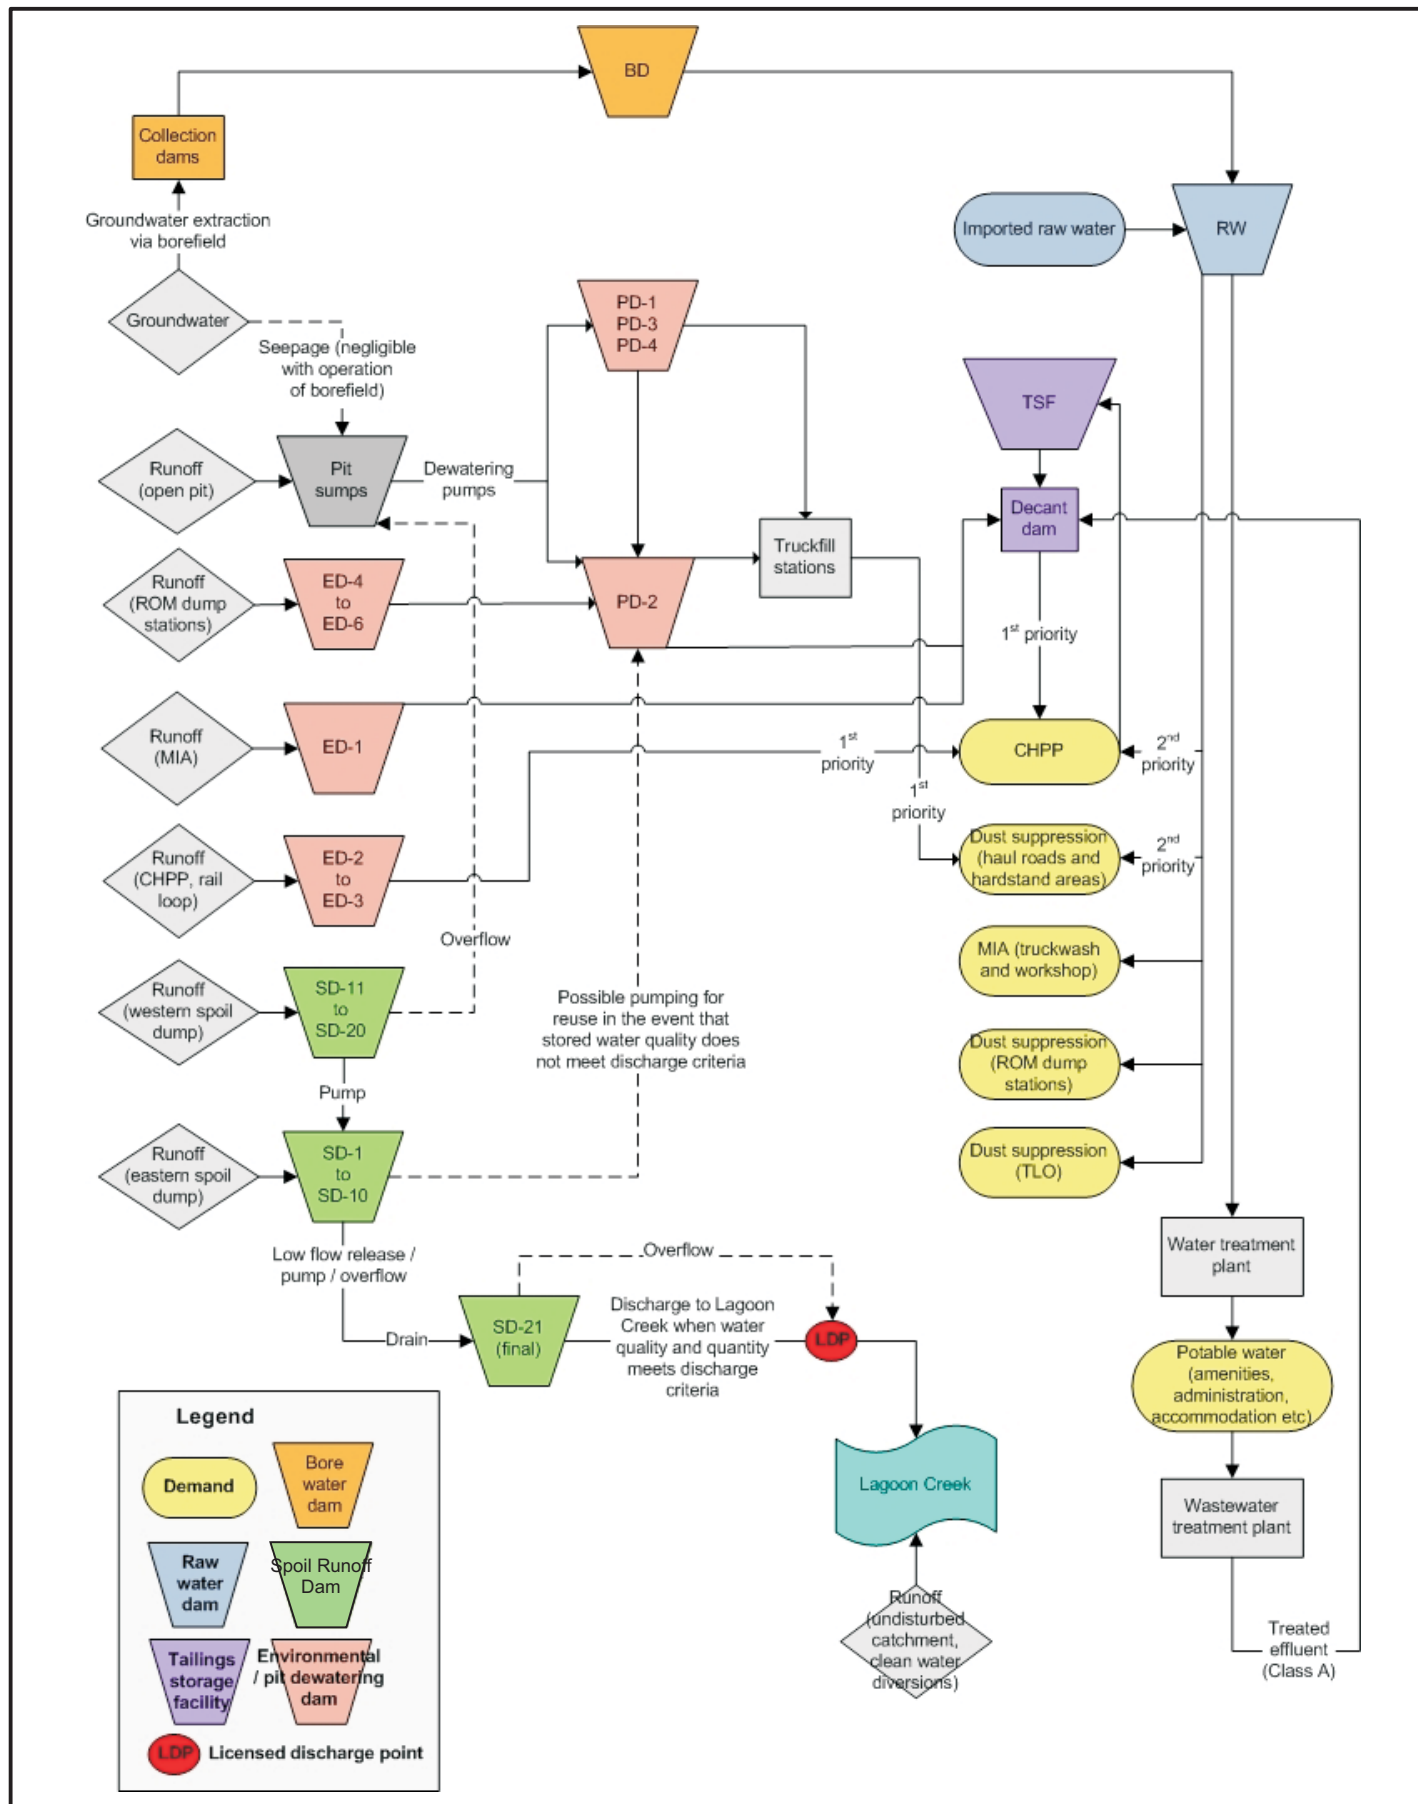 BD
Collection
dams
Groundwater extraction
via borefield
Imported raw water
RW
Groundwater
Seepage (negligible
with operation
of borefield)
PD-1
PD-3
PD-4
TSF
Runoff
(open pit)
Pit
sumps
Dewatering
pumps
Decant
dam
Truckfill
stations
Runoff
(ROM dump
stations)
ED-4
to
ED-6
PD-2
1st priority
Runoff
(MIA)
ED-1
1st
priority
CHPP
2nd
priority
1st
priority
Runoff
(CHPP, rail
loop)
ED-2
to
ED-3
Dust suppression
(haul roads and
hardstand areas)
2nd
priority
Overflow
MIA (truckwash
and workshop)
Runoff
(western spoil
dump)
SD-11
to
SD-20
Possible pumping for
reuse in the event that
stored water quality does
not meet discharge criteria
Dust suppression
(ROM dump
stations)
Pump
Runoff
(eastern spoil
dump)
SD-1
to
SD-10
Dust suppression
(TLO)
Low flow release /
pump / overflow
Overflow
Water treatment
plant
Drain
SD-21
(final)
Discharge to Lagoon
Creek when water
quality and quantity
meets discharge
criteria
LDP
Potable water
(amenities,
administration,
accommodation etc)
Lagoon Creek
Wastewater
treatment plant
Runoff
(undisturbed
catchment,
clean water
diversions)
Treated
effluent
(Class A)
Legend
Demand
Bore
water
dam
Raw
water
dam
Spoil Runoff
Dam
Tailings
storage
facility
Environmental
/ pit dewatering
dam
LDP
Licensed discharge point